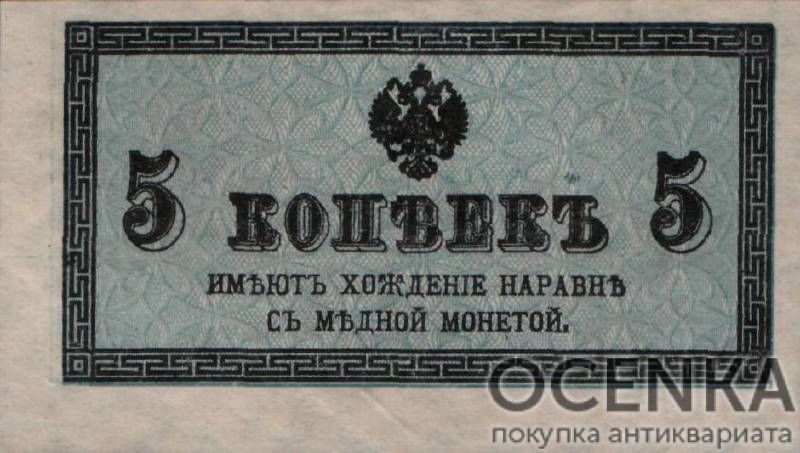 5 КОПѢЕКЪ 5
ИМѢЮТЪ ХОЖДЕНІЕ НАРАВНѢ
СЪ МѢДНОЙ МОНЕТОЙ.
OCENKA
покупка антиквариата